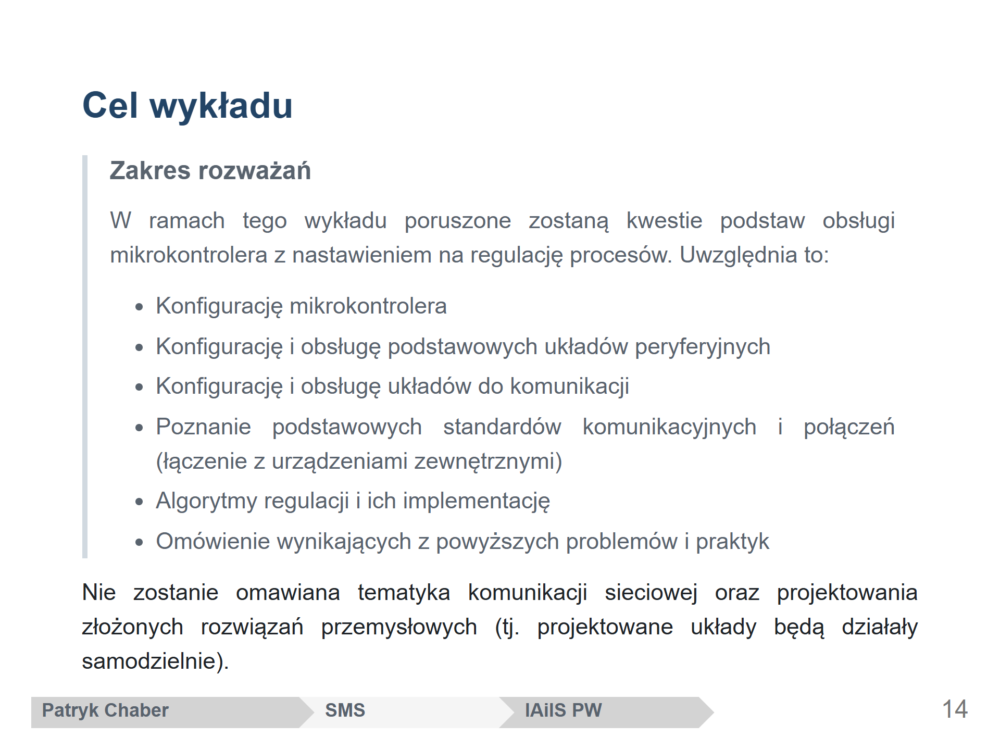 Cel wykładu
Zakres rozważań
W ramach tego wykładu poruszone zostaną kwestie podstaw obsługi
mikrokontrolera z nastawieniem na regulację procesów. Uwzględnia to:
• Konfigurację mikrokontrolera
• Konfigurację i obsługę podstawowych układów peryferyjnych
• Konfigurację i obsługę układów do komunikacji
• Poznanie podstawowych standardów komunikacyjnych i połączeń
(łączenie z urządzeniami zewnętrznymi)
• Algorytmy regulacji i ich implementację
• Omówienie wynikających z powyższych problemów i praktyk
Nie zostanie omawiana tematyka komunikacji sieciowej oraz projektowania
złożonych rozwiązań przemysłowych (tj. projektowane układy będą działały
samodzielnie).
Patryk Chaber SMS IAiIS PW 14